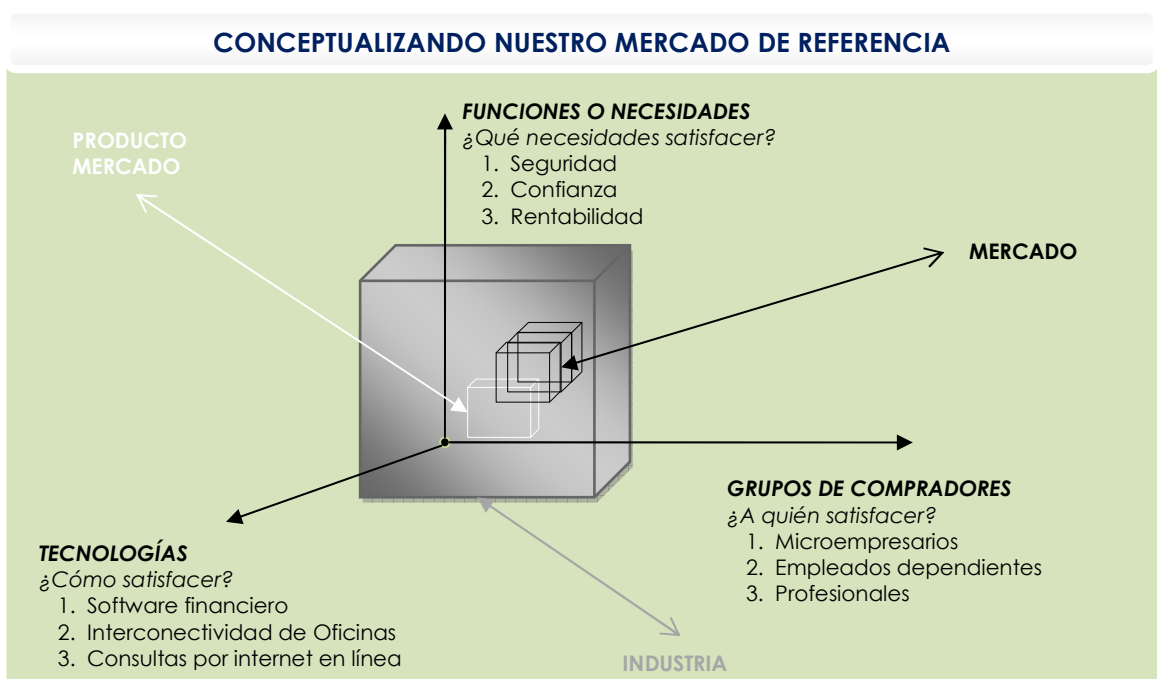 CONCEPTUALIZANDO NUESTRO MERCADO DE REFERENCIA
PRODUCTO
MERCADO
FUNCIONES O NECESIDADES
¿Qué necesidades satisfacer?
1. Seguridad
2. Confianza
3. Rentabilidad
MERCADO
GRUPOS DE COMPRADORES
¿A quién satisfacer?
1. Microempresarios
2. Empleados dependientes
3. Profesionales
TECNOLOGÍAS
¿Cómo satisfacer?
1. Software financiero
2. Interconectividad de Oficinas
3. Consultas por internet en línea
INDUSTRIA